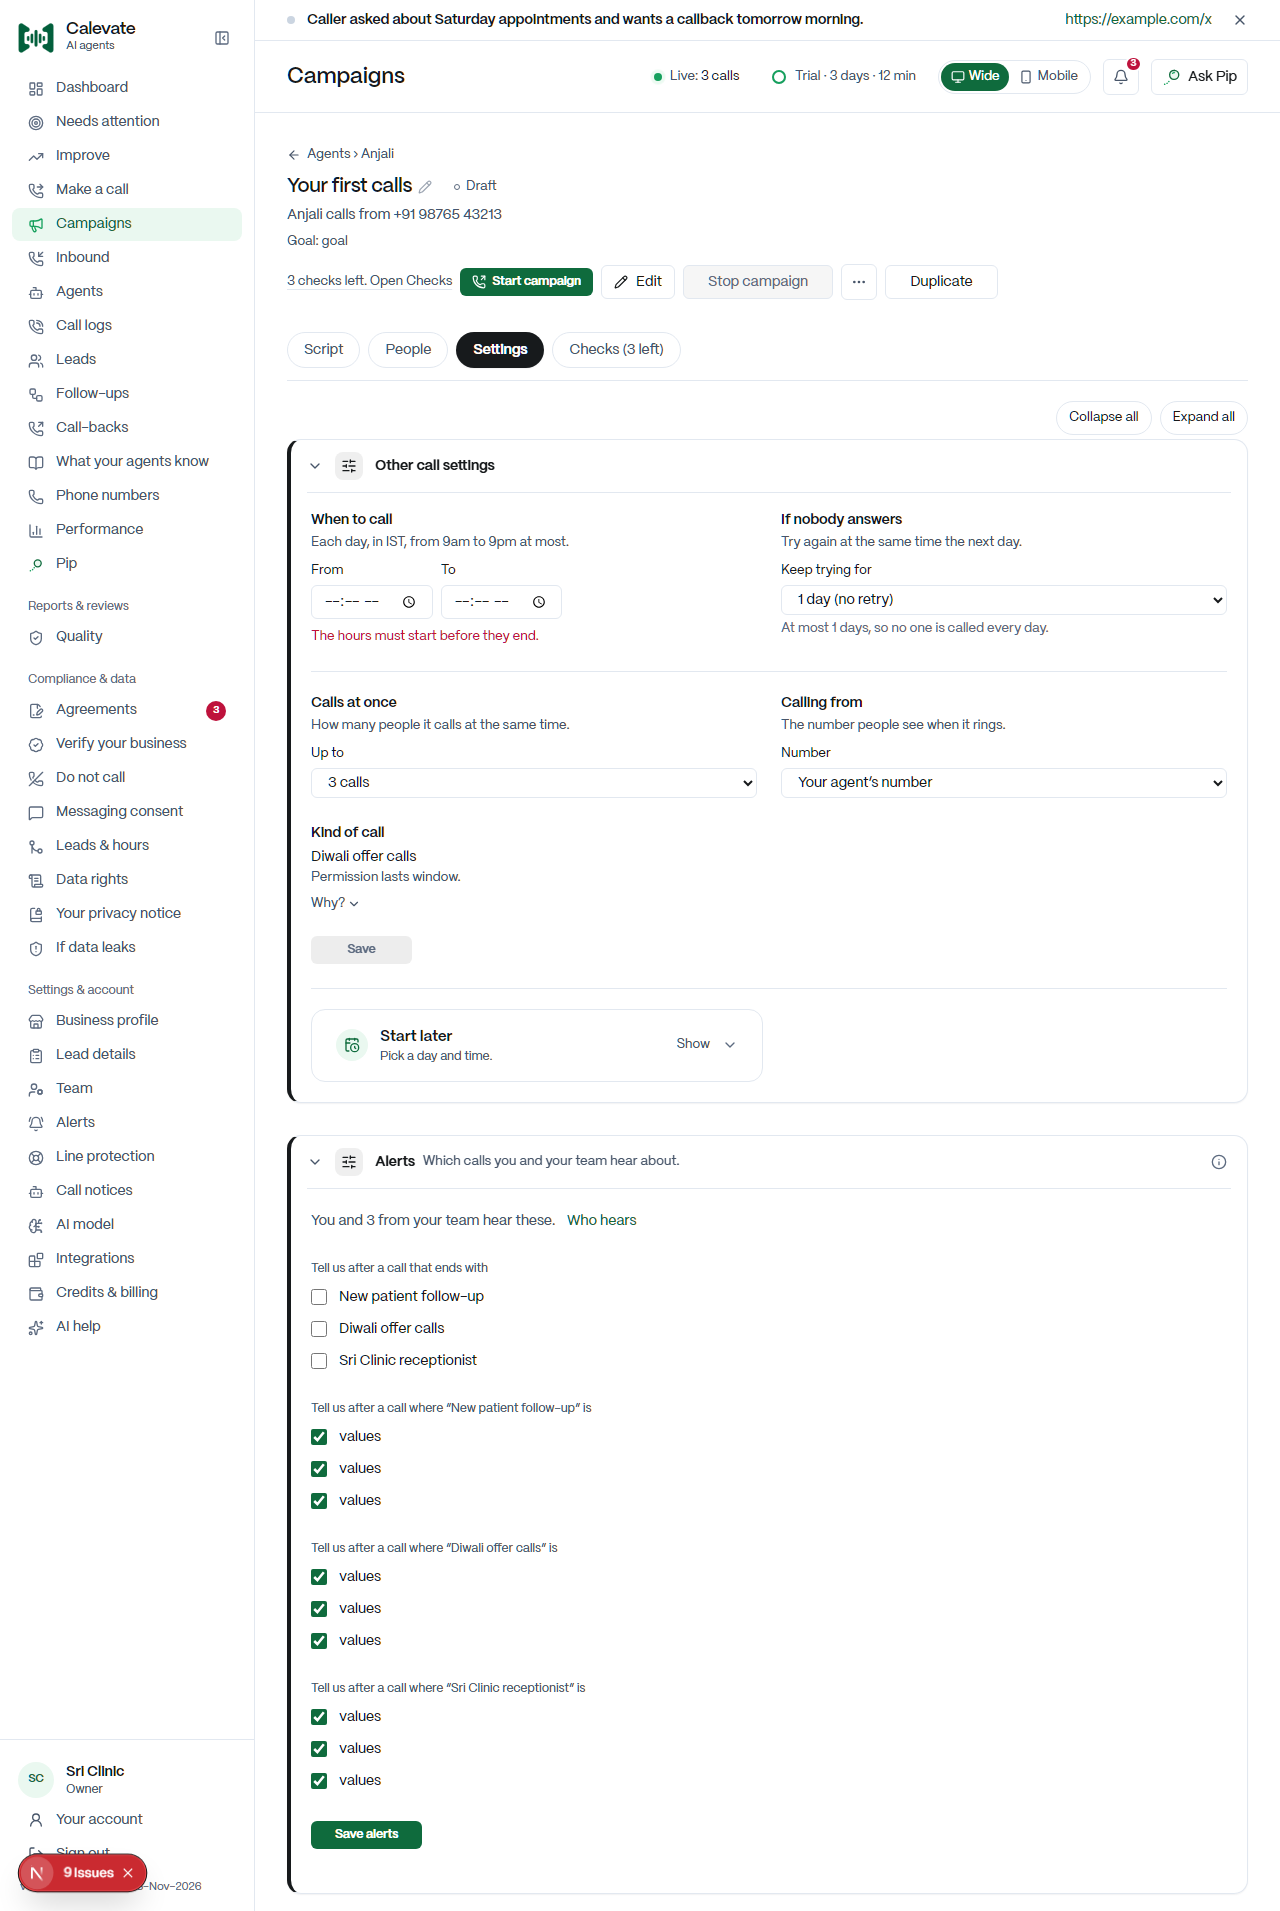 Calevate
AI agents
Dashboard
Needs attention
Improve
Make a call
Campaigns
Inbound
Agents
Call logs
Leads
Follow-ups
Call-backs
What your agents know
Phone numbers
Performance
Pip
Reports & reviews
Quality
Compliance & data
Agreements 3
Verify your business
Do not call
Messaging consent
Leads & hours
Data rights
Your privacy notice
If data leaks
Settings & account
Business profile
Lead details
Team
Alerts
Line protection
Call notices
AI model
Integrations
Credits & billing
AI help
SC
Sri Clinic
Owner
Your account
Sign out
N 9 Issues
-Nov-2026
Caller asked about Saturday appointments and wants a callback tomorrow morning. https://example.com/x
Campaigns
Live: 3 calls
Trial · 3 days · 12 min
Wide
Mobile
3
Ask Pip
Agents › Anjali
Your first calls
Draft
Anjali calls from +91 98765 43213
Goal: goal
3 checks left. Open Checks
Start campaign
Edit
Stop campaign
Duplicate
Script
People
Settings
Checks (3 left)
Collapse all
Expand all
Other call settings
When to call
Each day, in IST, from 9am to 9pm at most.
From To
--:-- -- --:-- --
The hours must start before they end.
If nobody answers
Try again at the same time the next day.
Keep trying for
1 day (no retry)
At most 1 days, so no one is called every day.
Calls at once
How many people it calls at the same time.
Up to
3 calls
Calling from
The number people see when it rings.
Number
Your agent's number
Kind of call
Diwali offer calls
Permission lasts window.
Why?
Save
Start later
Pick a day and time.
Show
Alerts Which calls you and your team hear about.
You and 3 from your team hear these. Who hears
Tell us after a call that ends with
New patient follow-up
Diwali offer calls
Sri Clinic receptionist
Tell us after a call where “New patient follow-up” is
values
values
values
Tell us after a call where “Diwali offer calls” is
values
values
values
Tell us after a call where “Sri Clinic receptionist” is
values
values
values
Save alerts